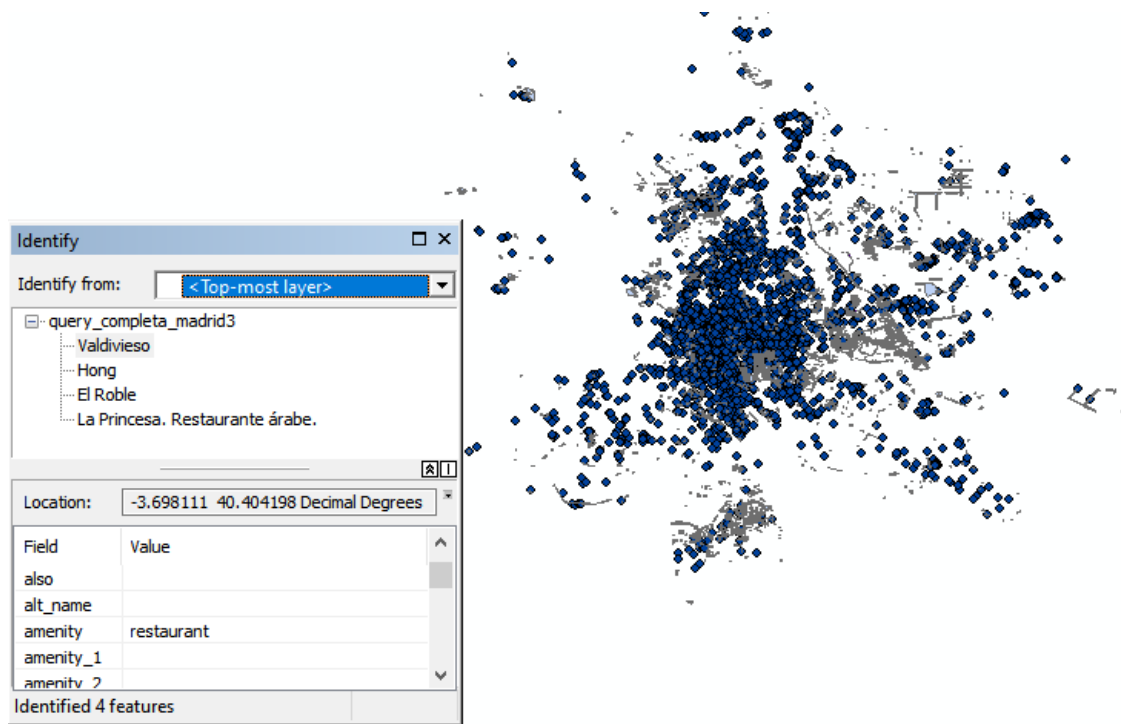 Identify
Identify from: <Top-most layer>
query_completa_madrid3
Valdivieso
Hong
El Roble
La Princesa. Restaurante árabe.
Location: -3.698111 40.404198 Decimal Degrees
Field Value
also
alt_name
amenity restaurant
amenity_1
amenity_2
Identified 4 features